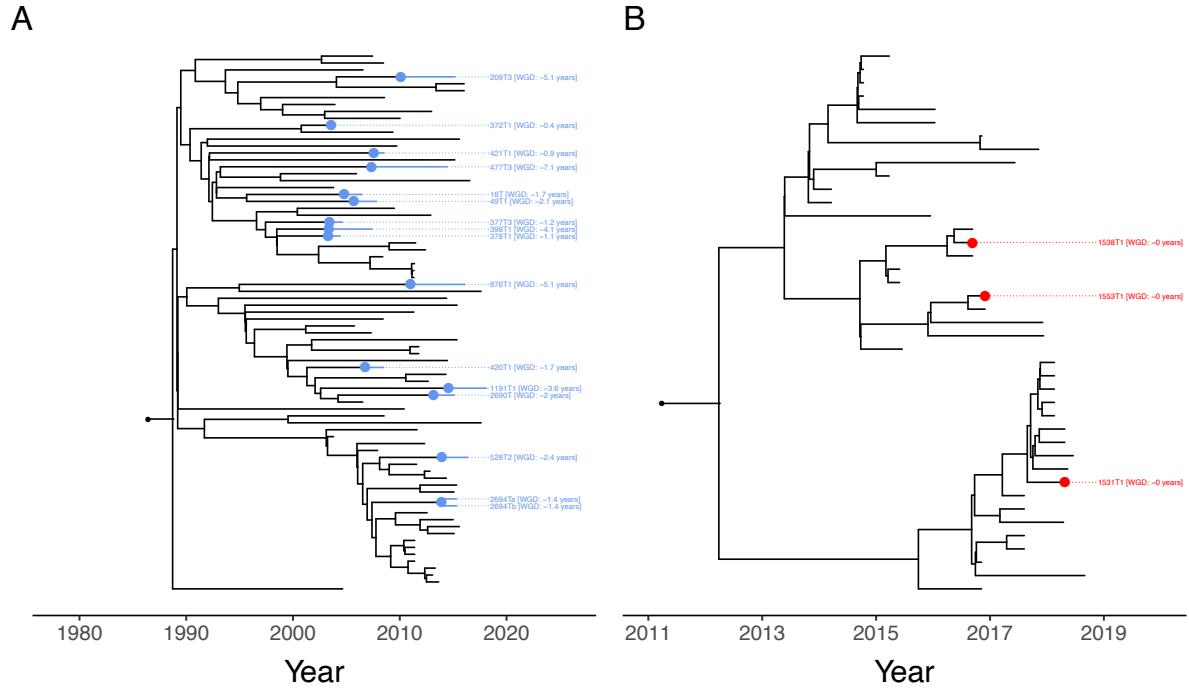 A
B
209T3 [WGD: −5.1 years]
372T1 [WGD: −0.4 years]
421T1 [WGD: −0.9 years]
477T3 [WGD: −7.1 years]
18T [WGD: −1.7 years]
49T1 [WGD: −2.1 years]
377T3 [WGD: −1.2 years]
398T1 [WGD: −4.1 years]
378T1 [WGD: −1.1 years]
876T1 [WGD: −5.1 years]
420T1 [WGD: −1.7 years]
1191T1 [WGD: −3.6 years]
2690T [WGD: −2 years]
528T2 [WGD: −2.4 years]
2694Ta [WGD: −1.4 years]
2694Tb [WGD: −1.4 years]
1980 1990 2000 2010 2020
Year
1538T1 [WGD: −0 years]
1553T1 [WGD: −0 years]
1531T1 [WGD: −0 years]
2011 2013 2015 2017 2019
Year